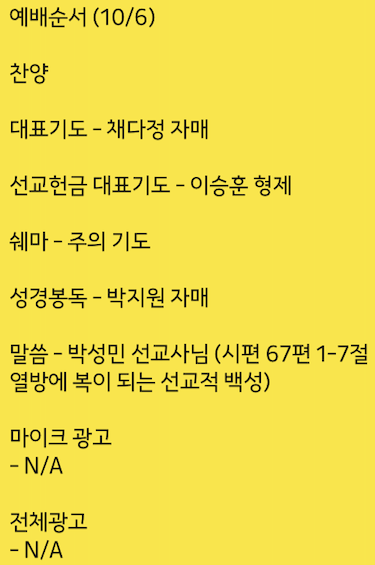 예배순서 (10/6)
찬양
대표기도 - 채다정 자매
선교헌금 대표기도 - 이승훈 형제
쉐마 - 주의 기도
성경봉독 - 박지원 자매
말씀 - 박성민 선교사님 (시편 67편 1-7절
열방에 복이 되는 선교적 백성)
마이크 광고
- N/A
전체광고
- N/A